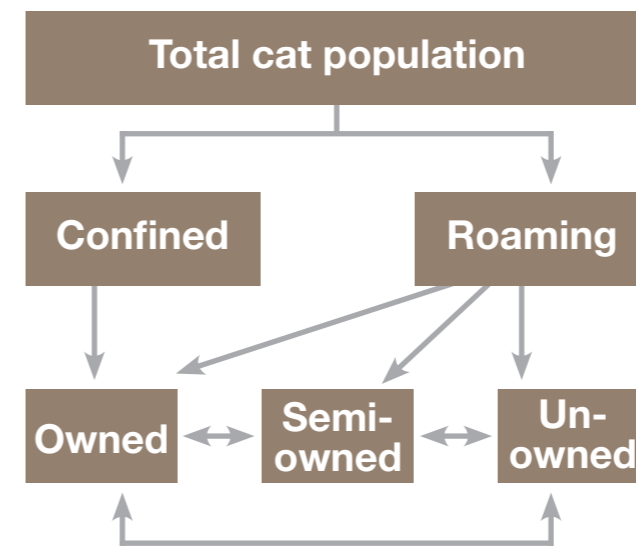 Total cat population
Confined
Roaming
Owned
Semi-
owned
Un-
owned